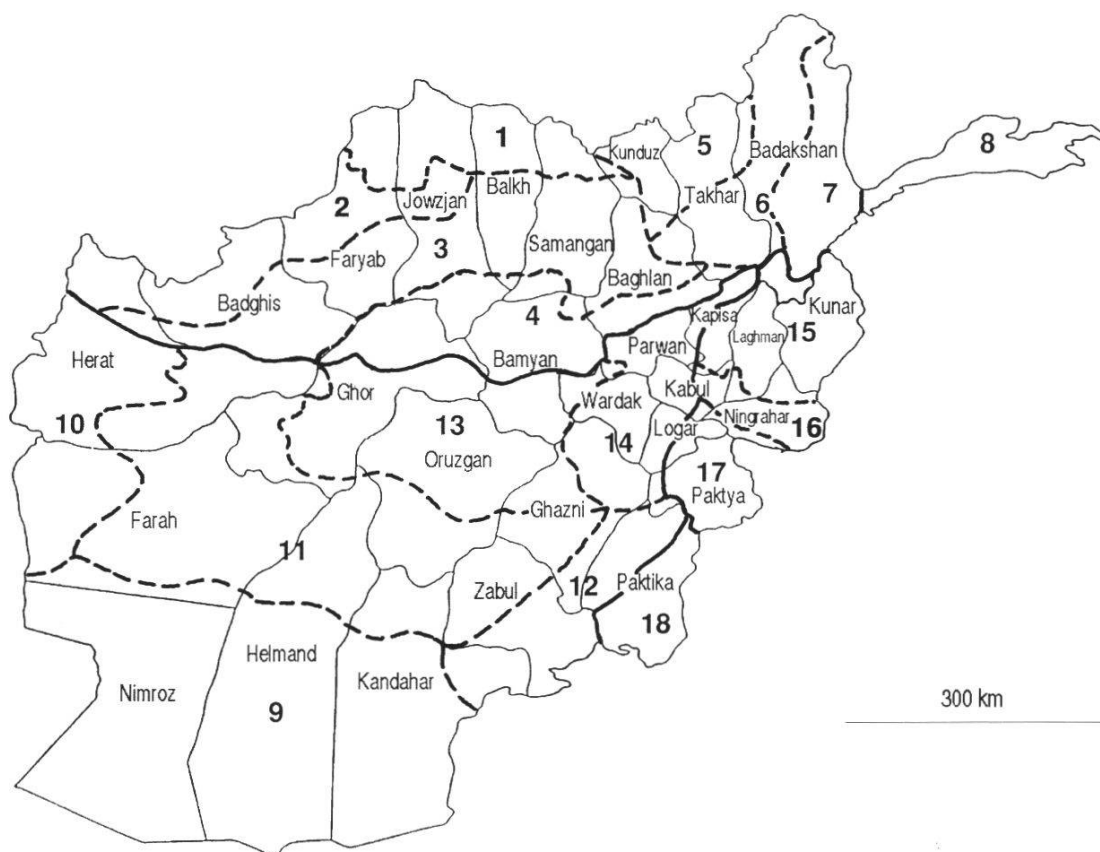 1
5
8
Kunduz
Badakshan
Balkh
2
Jowzjan
Takhar
6
7
3
Samangan
Faryab
Baghlan
Badghis
4
Kapisa
Kunar
15
Herat
Bamyan
Parwan
Laghman
Ghor
Wardak
Kabul
10
13
14
Logar
Ningrahar
16
Oruzgan
17
Paktya
Farah
Ghazni
11
12
Zabul
Paktika
18
Helmand
Nimroz
Kandahar
9
300 km